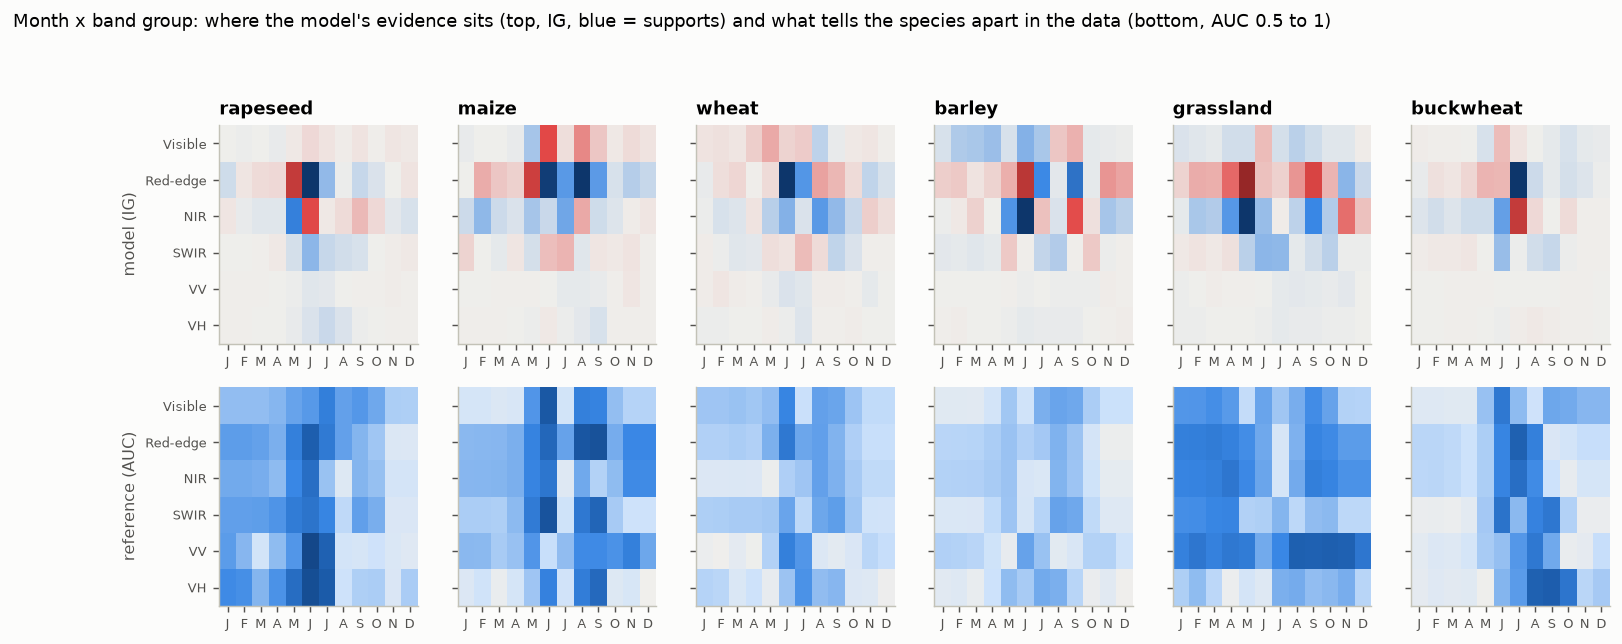 Month x band group: where the model's evidence sits (top, IG, blue = supports) and what tells the species apart in the data (bottom, AUC 0.5 to 1)
rapeseed maize wheat barley grassland buckwheat
model (IG)
Visible
Red-edge
NIR
SWIR
VV
VH
J F M A M J J A S O N D J F M A M J J A S O N D J F M A M J J A S O N D J F M A M J J A S O N D J F M A M J J A S O N D J F M A M J J A S O N D
reference (AUC)
Visible
Red-edge
NIR
SWIR
VV
VH
J F M A M J J A S O N D J F M A M J J A S O N D J F M A M J J A S O N D J F M A M J J A S O N D J F M A M J J A S O N D J F M A M J J A S O N D